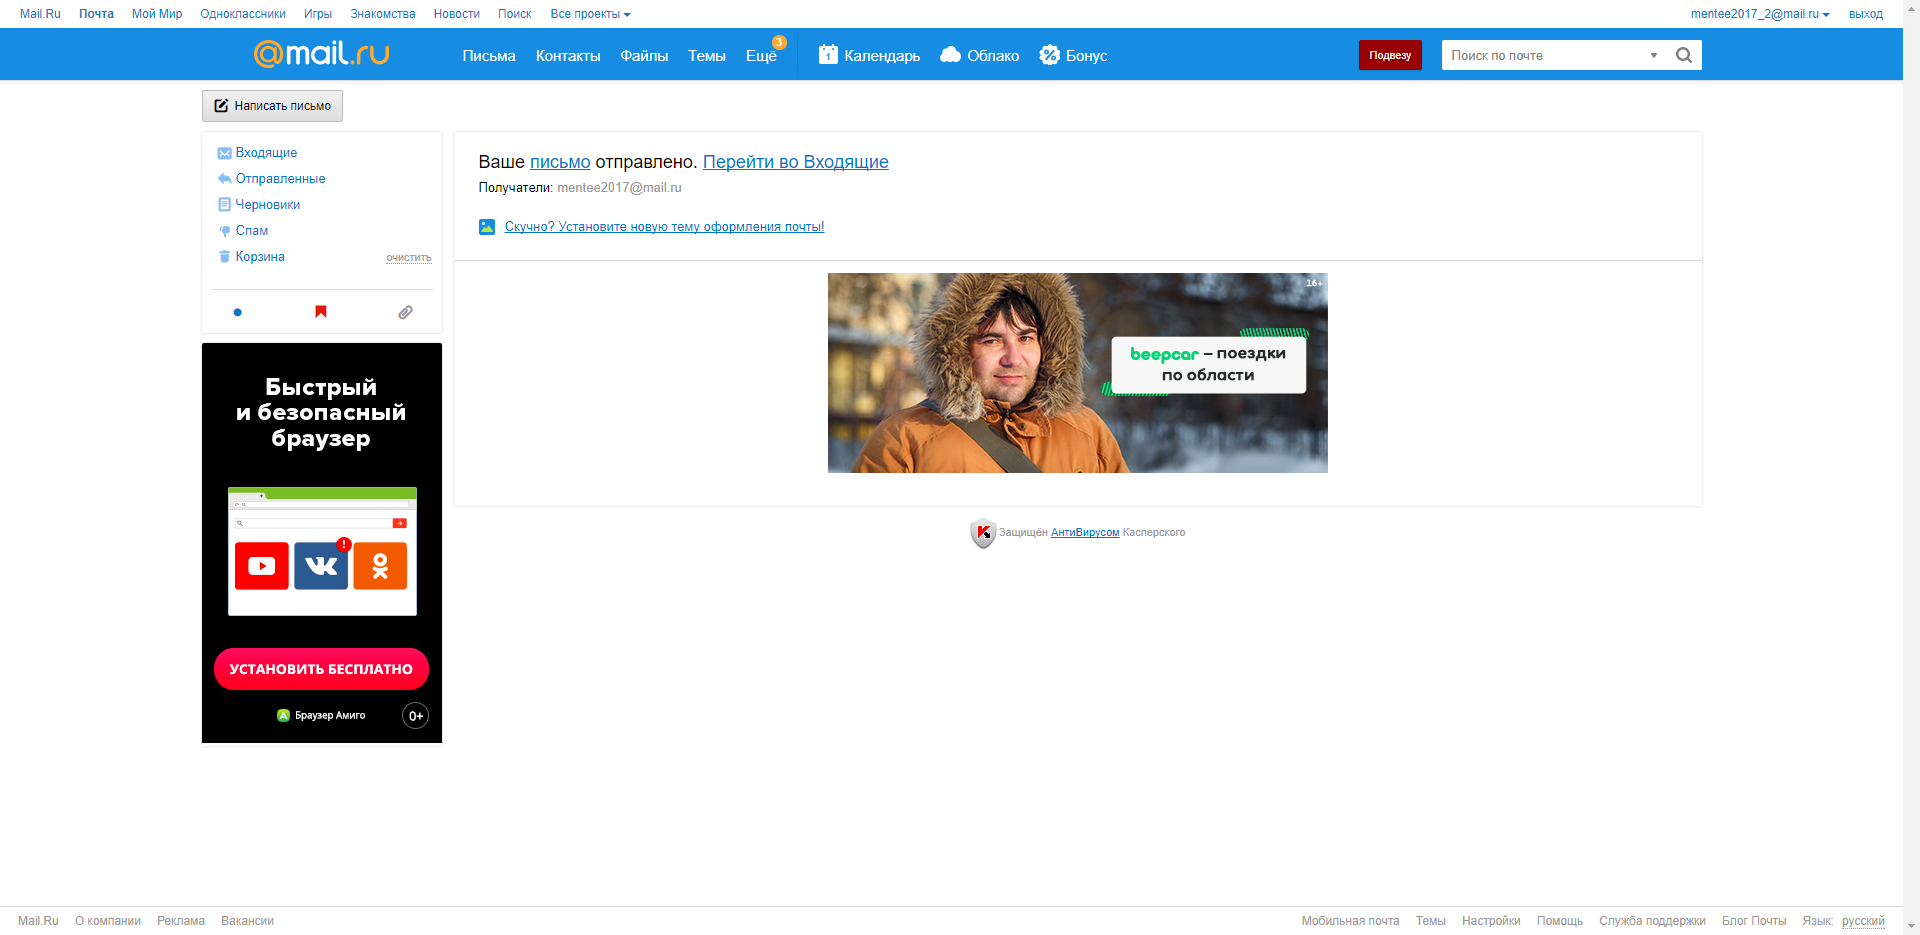 Mail.Ru Почта Мой Мир Одноклассники Игры Знакомства Новости Поиск Все проекты mentee2017_2@mail.ru выход
@mail.ru Письма Контакты Файлы Темы Ещё 3 1 Календарь Облако Бонус Подвезу Поиск по почте
Написать письмо
Входящие
Отправленные
Черновики
Спам
Корзина очистить
Ваше письмо отправлено. Перейти во Входящие
Получатели: mentee2017@mail.ru
Скучно? Установите новую тему оформления почты!
16+
beepcar – поездки
по области
Защищён АнтиВирусом Касперского
Быстрый
и безопасный
браузер
!
УСТАНОВИТЬ БЕСПЛАТНО
Браузер Амиго 0+
Mail.Ru О компании Реклама Вакансии Мобильная почта Темы Настройки Помощь Служба поддержки Блог Почты Язык: русский